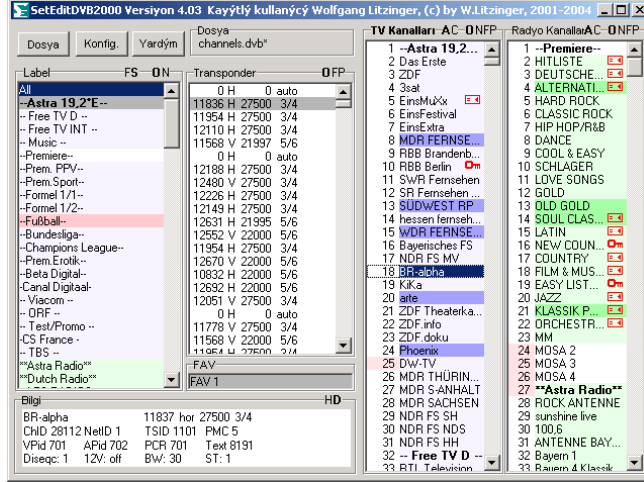 SetEditDVB2000 Versiyon 4.03 Kayýtlý kullanýcý Wolfgang Litzinger, (c) by W.Litzinger, 2001-2004
Dosya
Konfig.
Yardým
Dosya
channels.dvb*
Label FS ON
All
--Astra 19,2°E--
-- Free TV D --
-- Free TV INT --
-- Music --
--Premiere--
--Prem. PPV--
--Prem.Sport--
--Formel 1/1--
--Formel 1/2--
--Fußball--
--Bundesliga--
--Champions League--
--Prem.Erotik--
--Beta Digital--
-Canal Digitaal-
-- Viacom --
-- ORF --
-- Test/Promo --
-CS France -
-- TBS --
**Astra Radio**
**Dutch Radio**
Transponder OFP
0 H 0 auto
11836 H 27500 3/4
11954 H 27500 3/4
12110 H 27500 3/4
11568 V 21997 5/6
0 H 0 auto
12188 H 27500 3/4
12480 V 27500 3/4
12226 H 27500 3/4
12149 H 27500 3/4
12631 H 21995 5/6
12552 V 22000 5/6
11954 H 27500 3/4
12670 V 22000 5/6
10832 H 22000 5/6
12692 H 22000 5/6
12051 V 27500 3/4
0 H 0 auto
11778 V 27500 3/4
11568 V 22000 5/6
11954 H 27500 3/4
FAV
FAV 1
Bilgi HD
BR-alpha 11837 hor 27500 3/4
ChID 28112 NetID 1 TSID 1101 PMC 5
VPid 701 APid 702 PCR 701 Text 8191
Diseqc: 1 12V: off BW: 30 ST: 1
TV Kanalları AC ONFP
1 --Astra 19,2...
2 Das Erste
3 ZDF
4 3sat
5 EinsMuXx
6 EinsFestival
7 EinsExtra
8 MDR FERNSE...
9 RBB Brandenb...
10 RBB Berlin
11 SWR Fernsehen
12 SR Fernsehen ...
13 SÜDWEST RP
14 hessen fernseh...
15 WDR FERNSE...
16 Bayerisches FS
17 NDR FS MV
18 BR-alpha
19 KiKa
20 arte
21 ZDF Theaterka...
22 ZDF.info
23 ZDF.doku
24 Phoenix
25 DW-TV
26 MDR THÜRIN...
27 MDR S-ANHALT
28 MDR SACHSEN
29 NDR FS SH
30 NDR FS NDS
31 NDR FS HH
32 -- Free TV D --
33 RTL Television
Radyo Kanallar AC ONFP
1 --Premiere--
2 HITLISTE
3 DEUTSCHE...
4 ALTERNATI...
5 HARD ROCK
6 CLASSIC ROCK
7 HIP HOP/R&B
8 DANCE
9 COOL & EASY
10 SCHLAGER
11 LOVE SONGS
12 GOLD
13 OLD GOLD
14 SOUL CLAS...
15 LATIN
16 NEW COUN...
17 COUNTRY
18 FILM & MUS...
19 EASY LIST...
20 JAZZ
21 KLASSIK P...
22 ORCHESTR...
23 MM
24 MOSA 2
25 MOSA 3
26 MOSA 4
27 **Astra Radio**
28 ROCK ANTENNE
29 sunshine live
30 100,6
31 ANTENNE BAY...
32 Bayern 1
33 Bayern 4 Klassik